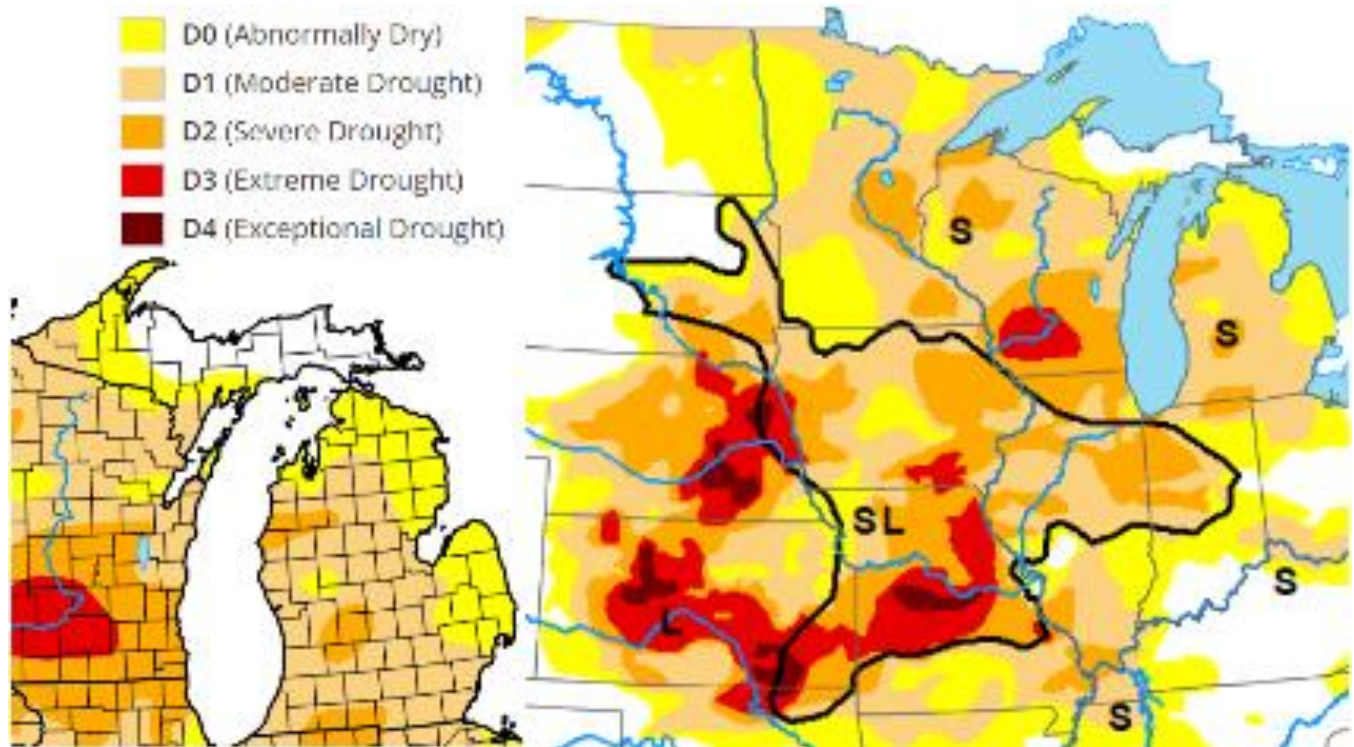 D0 (Abnormally Dry)
D1 (Moderate Drought)
D2 (Severe Drought)
D3 (Extreme Drought)
D4 (Exceptional Drought)
S
S
SL
S
L
S